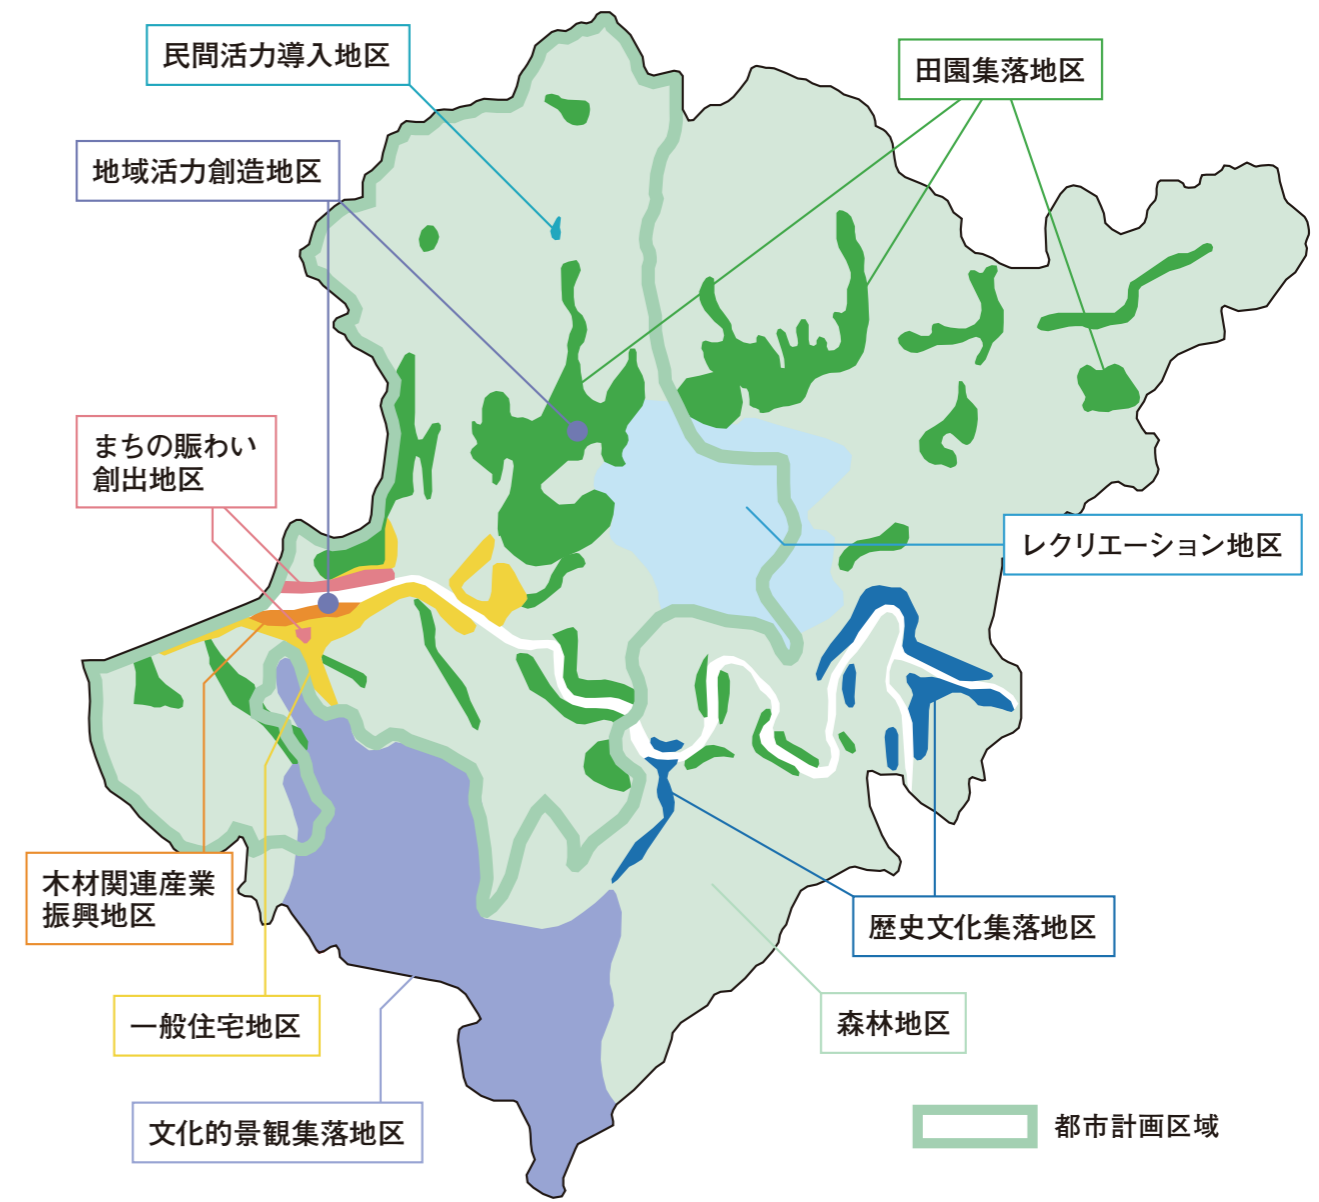 民間活力導入地区
田園集落地区
地域活力創造地区
まちの賑わい
創出地区
レクリエーション地区
木材関連産業
振興地区
歴史文化集落地区
一般住宅地区
森林地区
文化的景観集落地区
都市計画区域